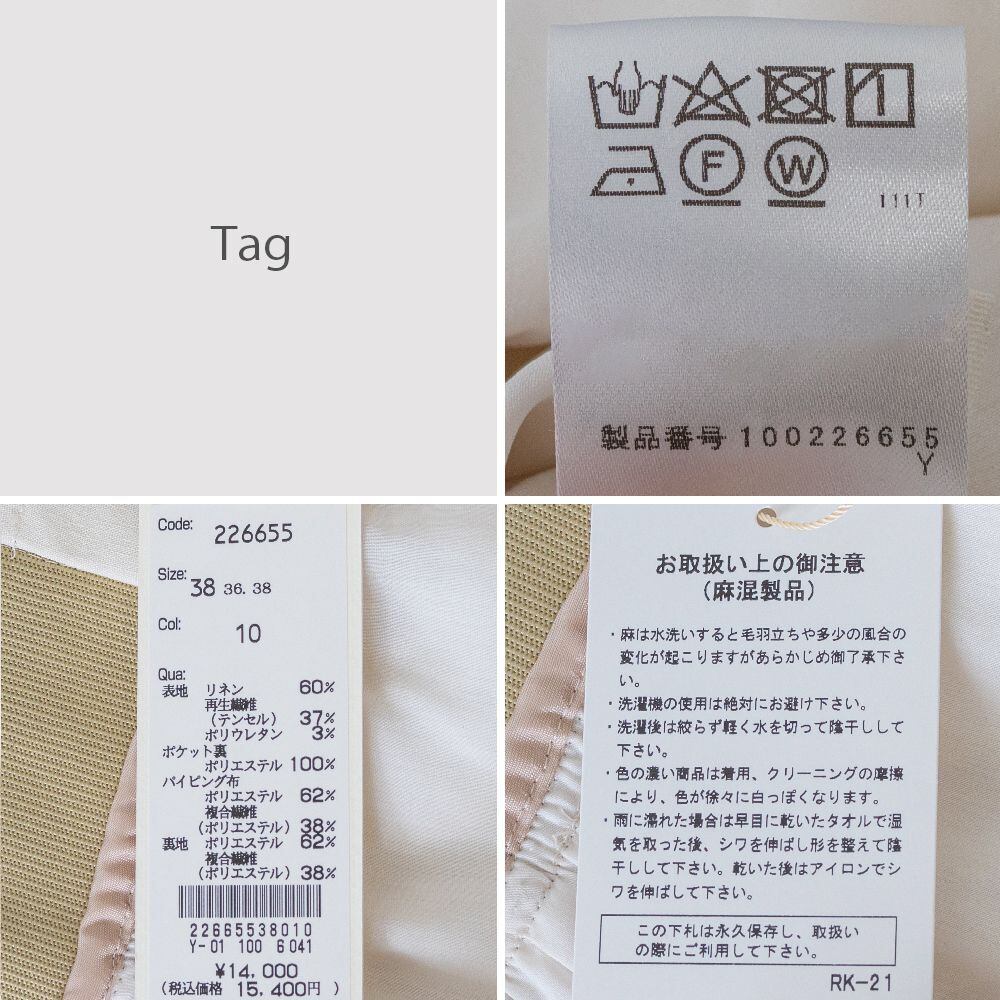 Tag
F W
111T
製品番号 100226655
Y
Code: 226655
Size: 38 36. 38
Col: 10
Qua:
表地 リネン 60%
再生繊維
(テンセル) 37%
ポリウレタン 3%
ポケット裏
ポリエステル 100%
パイピング布
ポリエステル 62%
複合繊維
(ポリエステル) 38%
裏地 ポリエステル 62%
複合繊維
(ポリエステル) 38%
22665538010
Y-01 100 6041
¥14,000
(税込価格 15,400円)
お取扱い上の御注意
(麻混製品)
・麻は水洗いすると毛羽立ちや多少の風合の
変化が起こりますがあらかじめ御了承下さ
い。
・洗濯機の使用は絶対にお避け下さい。
・洗濯後は絞らず軽く水を切って陰干しして
下さい。
・色の濃い商品は着用、クリーニングの摩擦
により、色が徐々に白っぽくなります。
・雨に濡れた場合は早目に乾いたタオルで湿
気を取った後、シワを伸ばし形を整えて陰
干しして下さい。乾いた後はアイロンでシ
ワを伸ばして下さい。
この下札は永久保存し、取扱い
の際にご利用して下さい。
RK-21